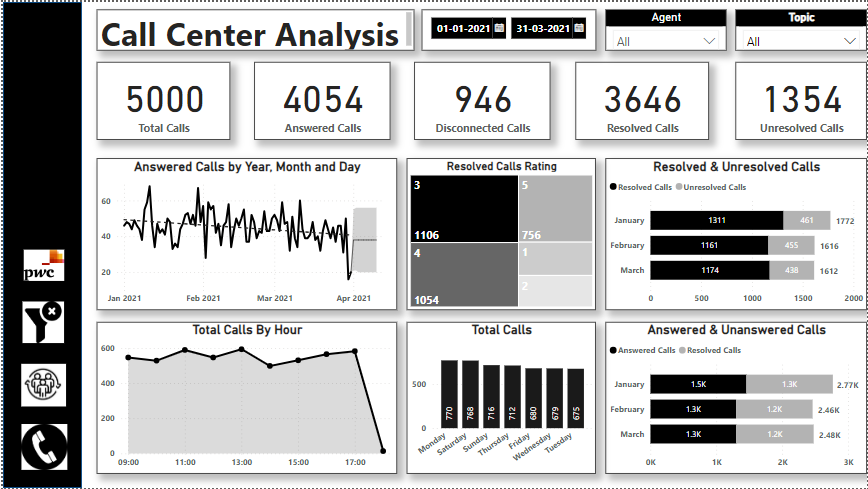 Call Center Analysis
01-01-2021 31-03-2021
Agent
All
Topic
All
5000
Total Calls
4054
Answered Calls
946
Disconnected Calls
3646
Resolved Calls
1354
Unresolved Calls
Answered Calls by Year, Month and Day
60
40
20
Jan 2021 Feb 2021 Mar 2021 Apr 2021
Resolved Calls Rating
3
1106
5
756
4
1054
1
2
Resolved & Unresolved Calls
Resolved Calls Unresolved Calls
January 1311 461 1772
February 1161 455 1616
March 1174 438 1612
0 500 1000 1500 2000
pwc
Total Calls By Hour
600
400
200
0
09:00 11:00 13:00 15:00 17:00
Total Calls
500
0
770 768 716 712 680 679 675
Monday Saturday Sunday Thursday Friday Wednesday Tuesday
Answered & Unanswered Calls
Answered Calls Resolved Calls
January 1.5K 1.3K 2.77K
February 1.3K 1.2K 2.46K
March 1.3K 1.2K 2.48K
0K 1K 2K 3K